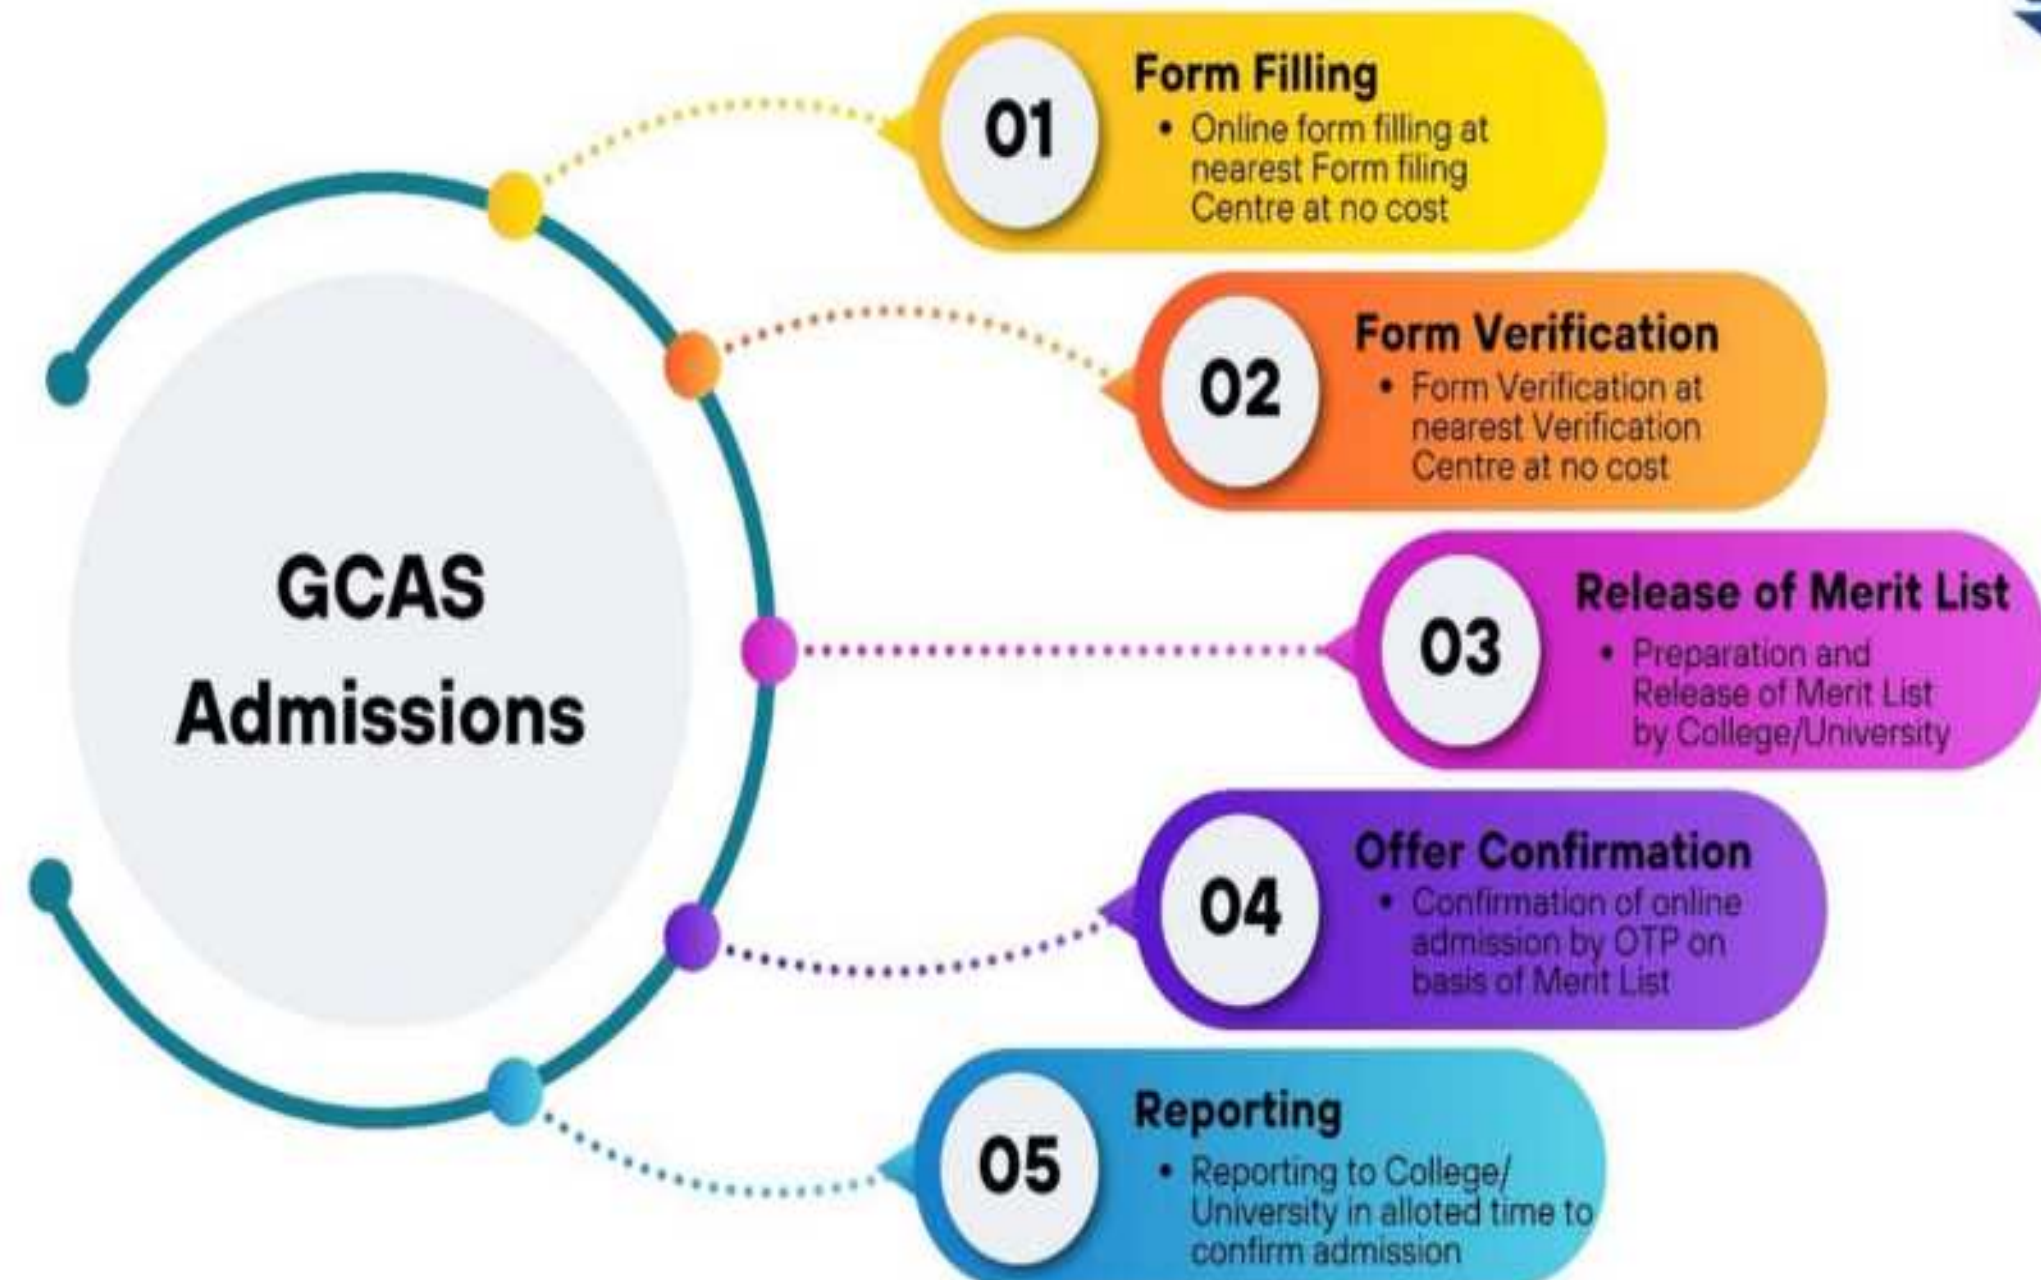 GCAS
Admissions
01
Form Filling
• Online form filling at
nearest Form filing
Centre at no cost
02
Form Verification
• Form Verification at
nearest Verification
Centre at no cost
03
Release of Merit List
• Preparation and
Release of Merit List
by College/University
04
Offer Confirmation
• Confirmation of online
admission by OTP on
basis of Merit List
05
Reporting
• Reporting to College/
University in alloted time to
confirm admission